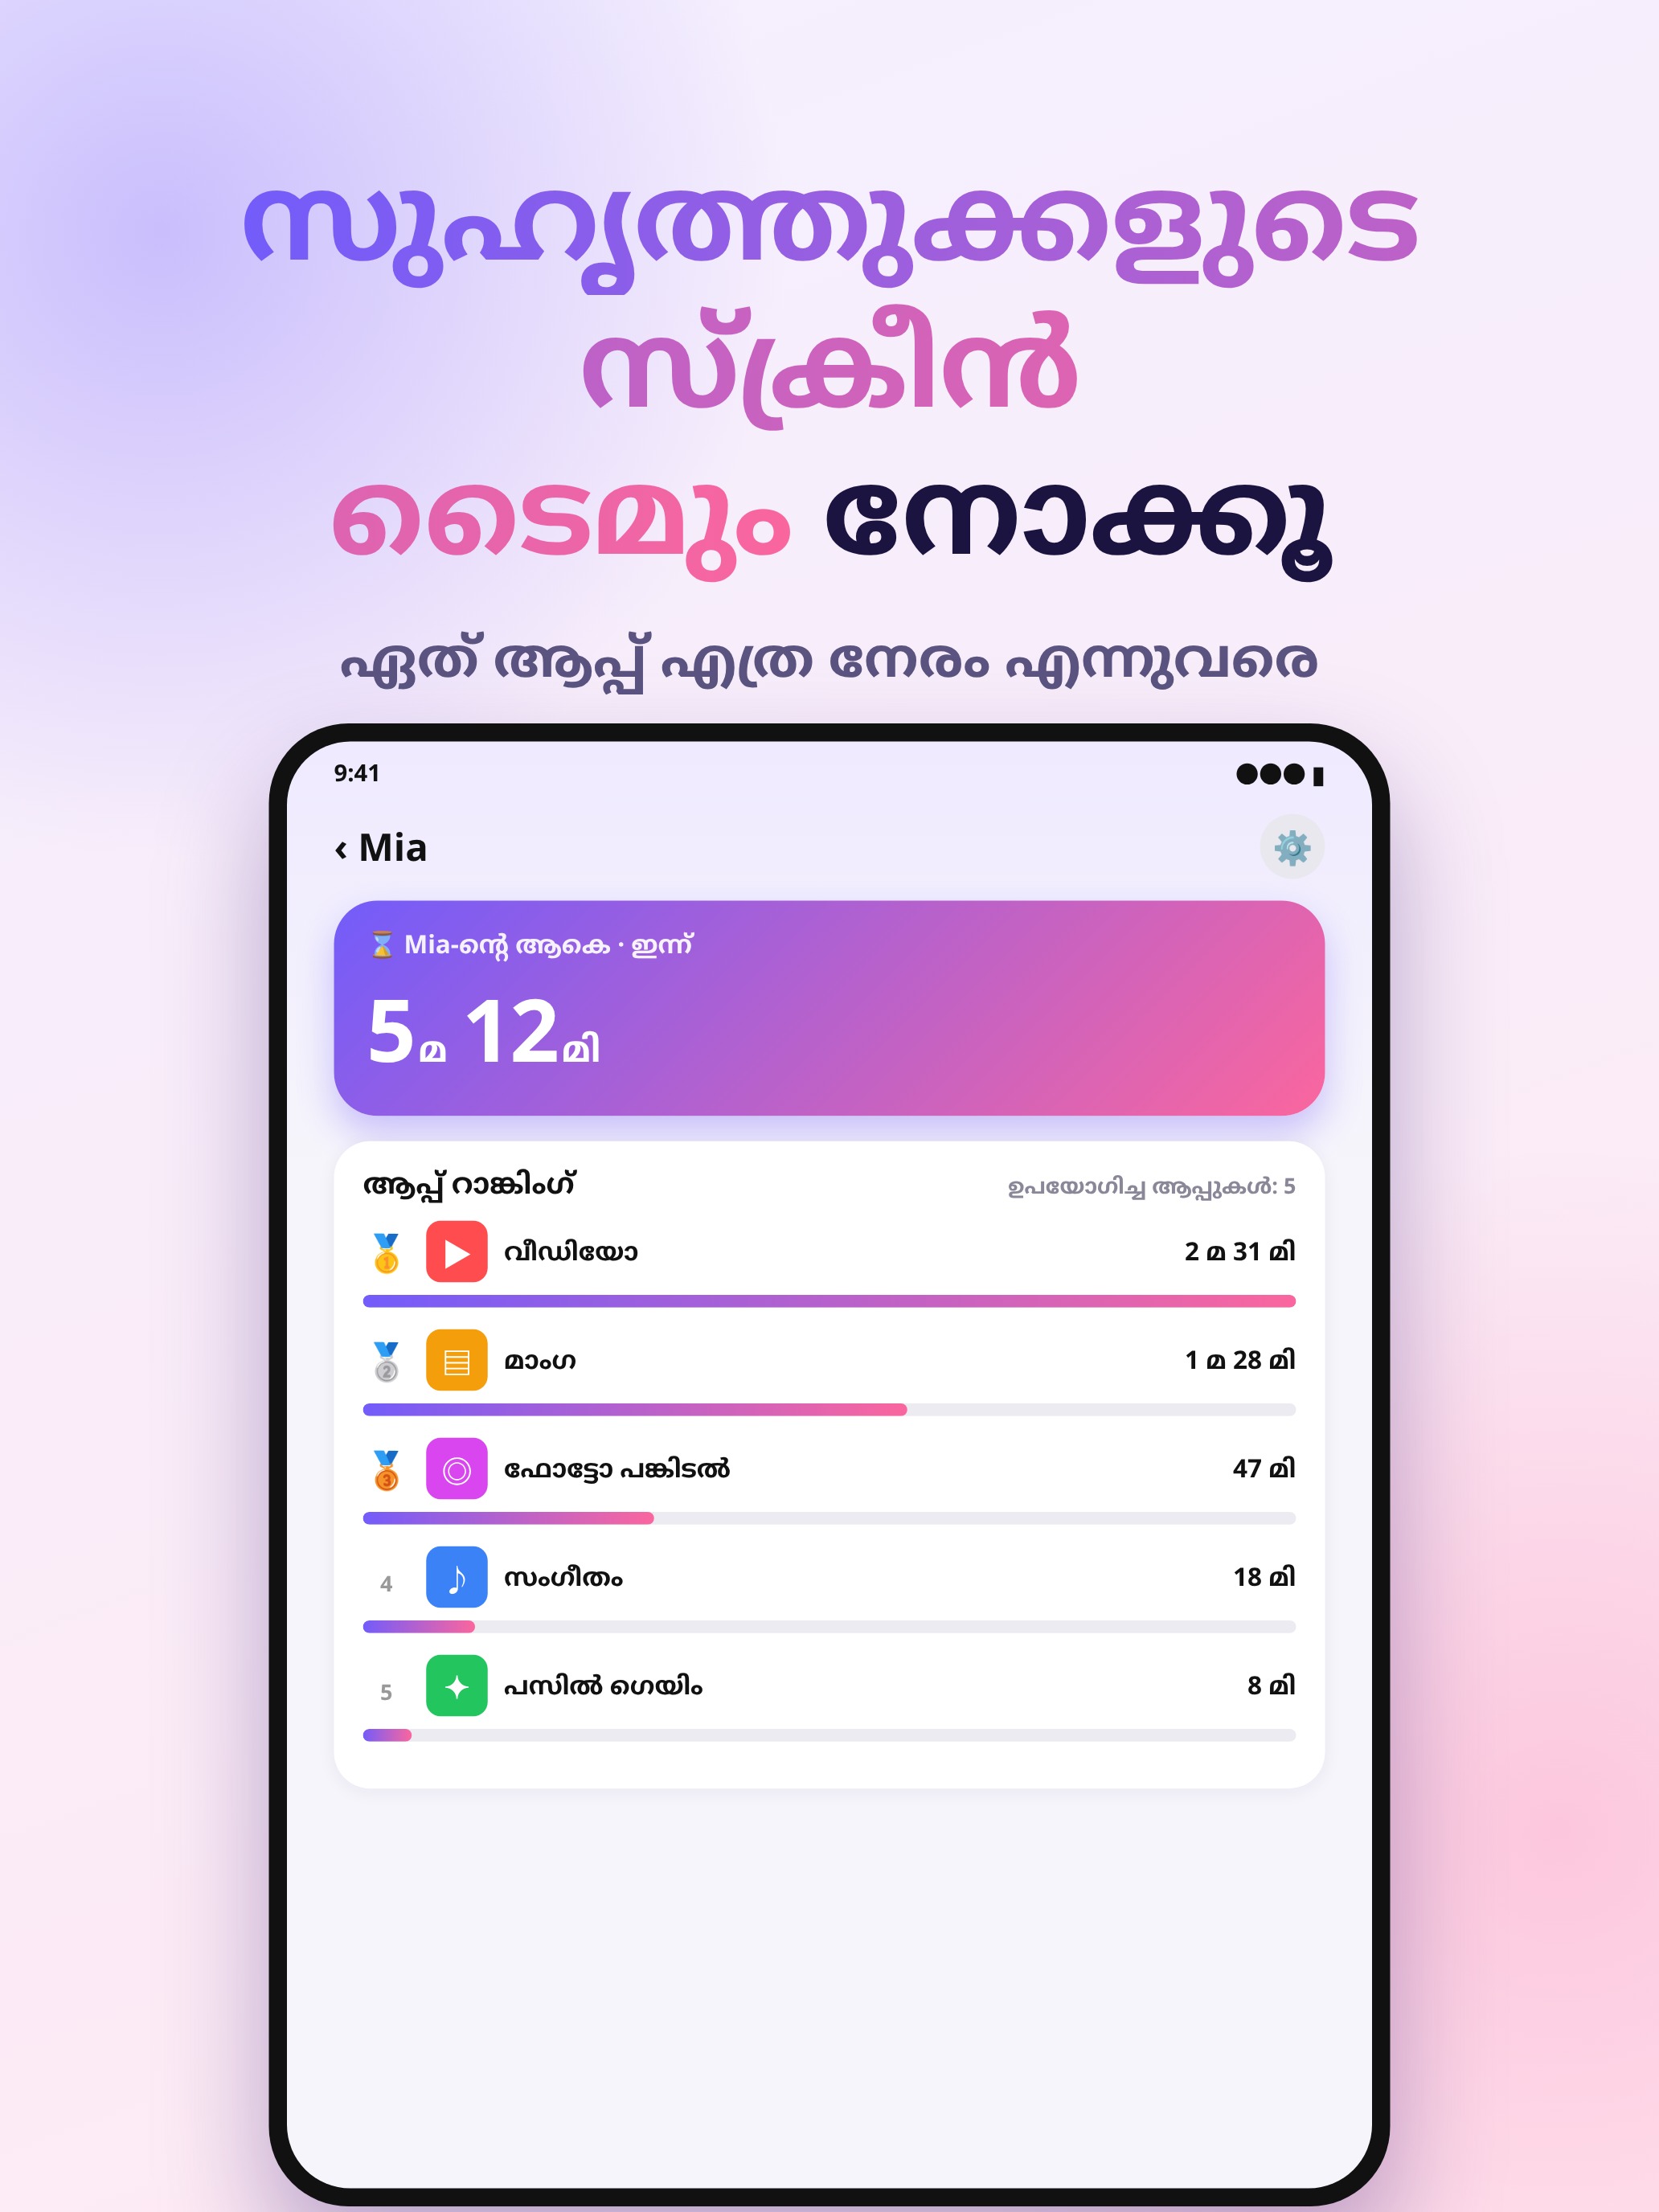 സുഹൃത്തുക്കളുടെ
സ്ക്രീൻ
ടൈമും നോക്കൂ
ഏത് ആപ്പ് എത്ര നേരം എന്നുവരെ
9:41
‹ Mia
⌛ Mia-ന്റെ ആകെ · ഇന്ന്
5മ 12മി
ആപ്പ് റാങ്കിംഗ്
ഉപയോഗിച്ച ആപ്പുകൾ: 5
🥇 വീഡിയോ 2 മ 31 മി
🥈 മാംഗ 1 മ 28 മി
🥉 ഫോട്ടോ പങ്കിടൽ 47 മി
4 സംഗീതം 18 മി
5 പസിൽ ഗെയിം 8 മി